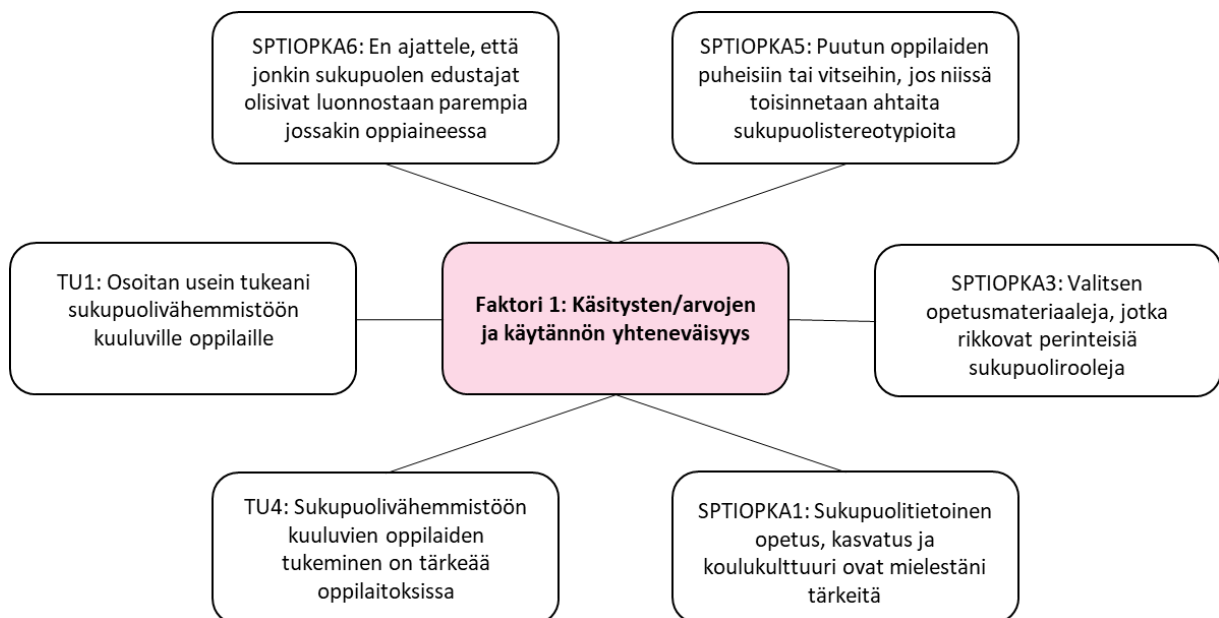 SPTIOPKA6: En ajattele, että
jonkin sukupuolen edustajat
olisivat luonnostaan parempia
jossakin oppiaineessa
SPTIOPKA5: Puutun oppilaiden
puheisiin tai vitseihin, jos niissä
toisinnetaan ahtaita
sukupuolistereotypioita
TU1: Osoitan usein tukeani
sukupuolivähemmistöön
kuuluville oppilaille
Faktori 1: Käsitysten/arvojen
ja käytännön yhteneväisyys
SPTIOPKA3: Valitsen
opetusmateriaaleja, jotka
rikkovat perinteisiä
sukupuolirooleja
TU4: Sukupuolivähemmistöön
kuuluvien oppilaiden
tukeminen on tärkeää
oppilaitoksissa
SPTIOPKA1: Sukupuolitietoinen
opetus, kasvatus ja
koulukulttuuri ovat mielestäni
tärkeitä